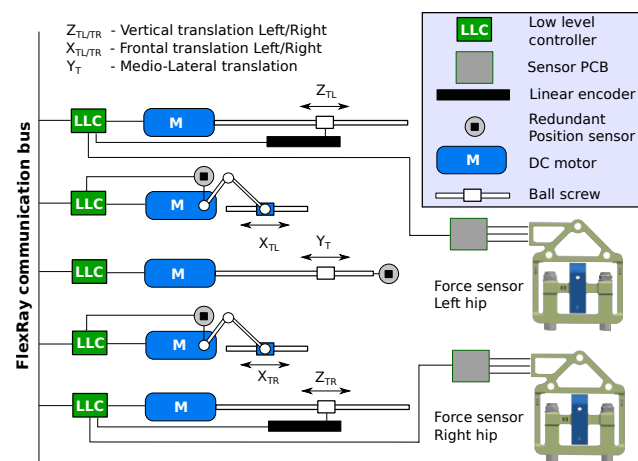 Z_TL/TR - Vertical translation Left/Right
X_TL/TR - Frontal translation Left/Right
Y_T - Medio-Lateral translation
LLC
Low level
controller
Sensor PCB
Linear encoder
Redundant
Position sensor
M
DC motor
Ball screw
FlexRay communication bus
LLC
M
Z_TL
LLC
M
X_TL
LLC
M
Y_T
LLC
M
X_TR
LLC
M
Z_TR
Force sensor
Left hip
Force sensor
Right hip